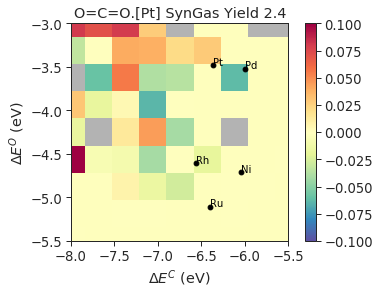 O=C=O.[Pt] SynGas Yield 2.4
−3.0
−3.5
−4.0
−4.5
−5.0
−5.5
ΔE^O (eV)
Pt
Pd
Rh
Ni
Ru
−8.0 −7.5 −7.0 −6.5 −6.0 −5.5
ΔE^C (eV)
0.100
0.075
0.050
0.025
0.000
−0.025
−0.050
−0.075
−0.100